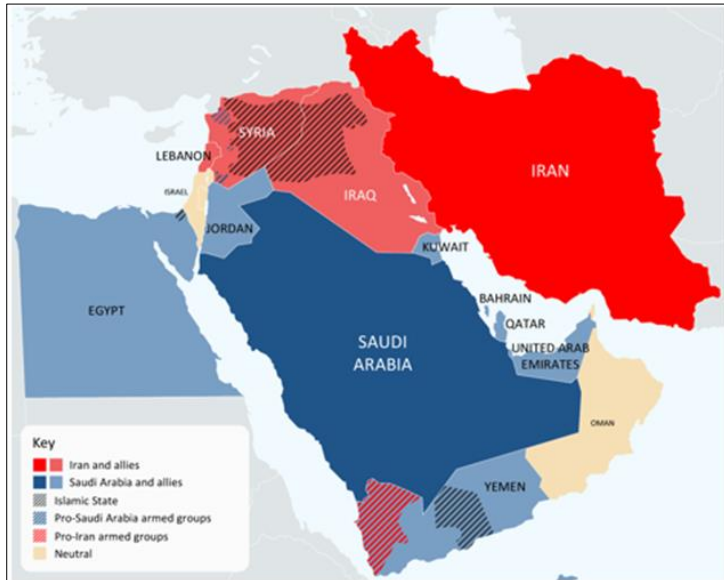 SYRIA
LEBANON
ISRAEL
IRAQ
IRAN
JORDAN
KUWAIT
EGYPT
BAHRAIN
QATAR
SAUDI
ARABIA
UNITED ARAB
EMIRATES
OMAN
YEMEN
Key
Iran and allies
Saudi Arabia and allies
Islamic State
Pro-Saudi Arabia armed groups
Pro-Iran armed groups
Neutral